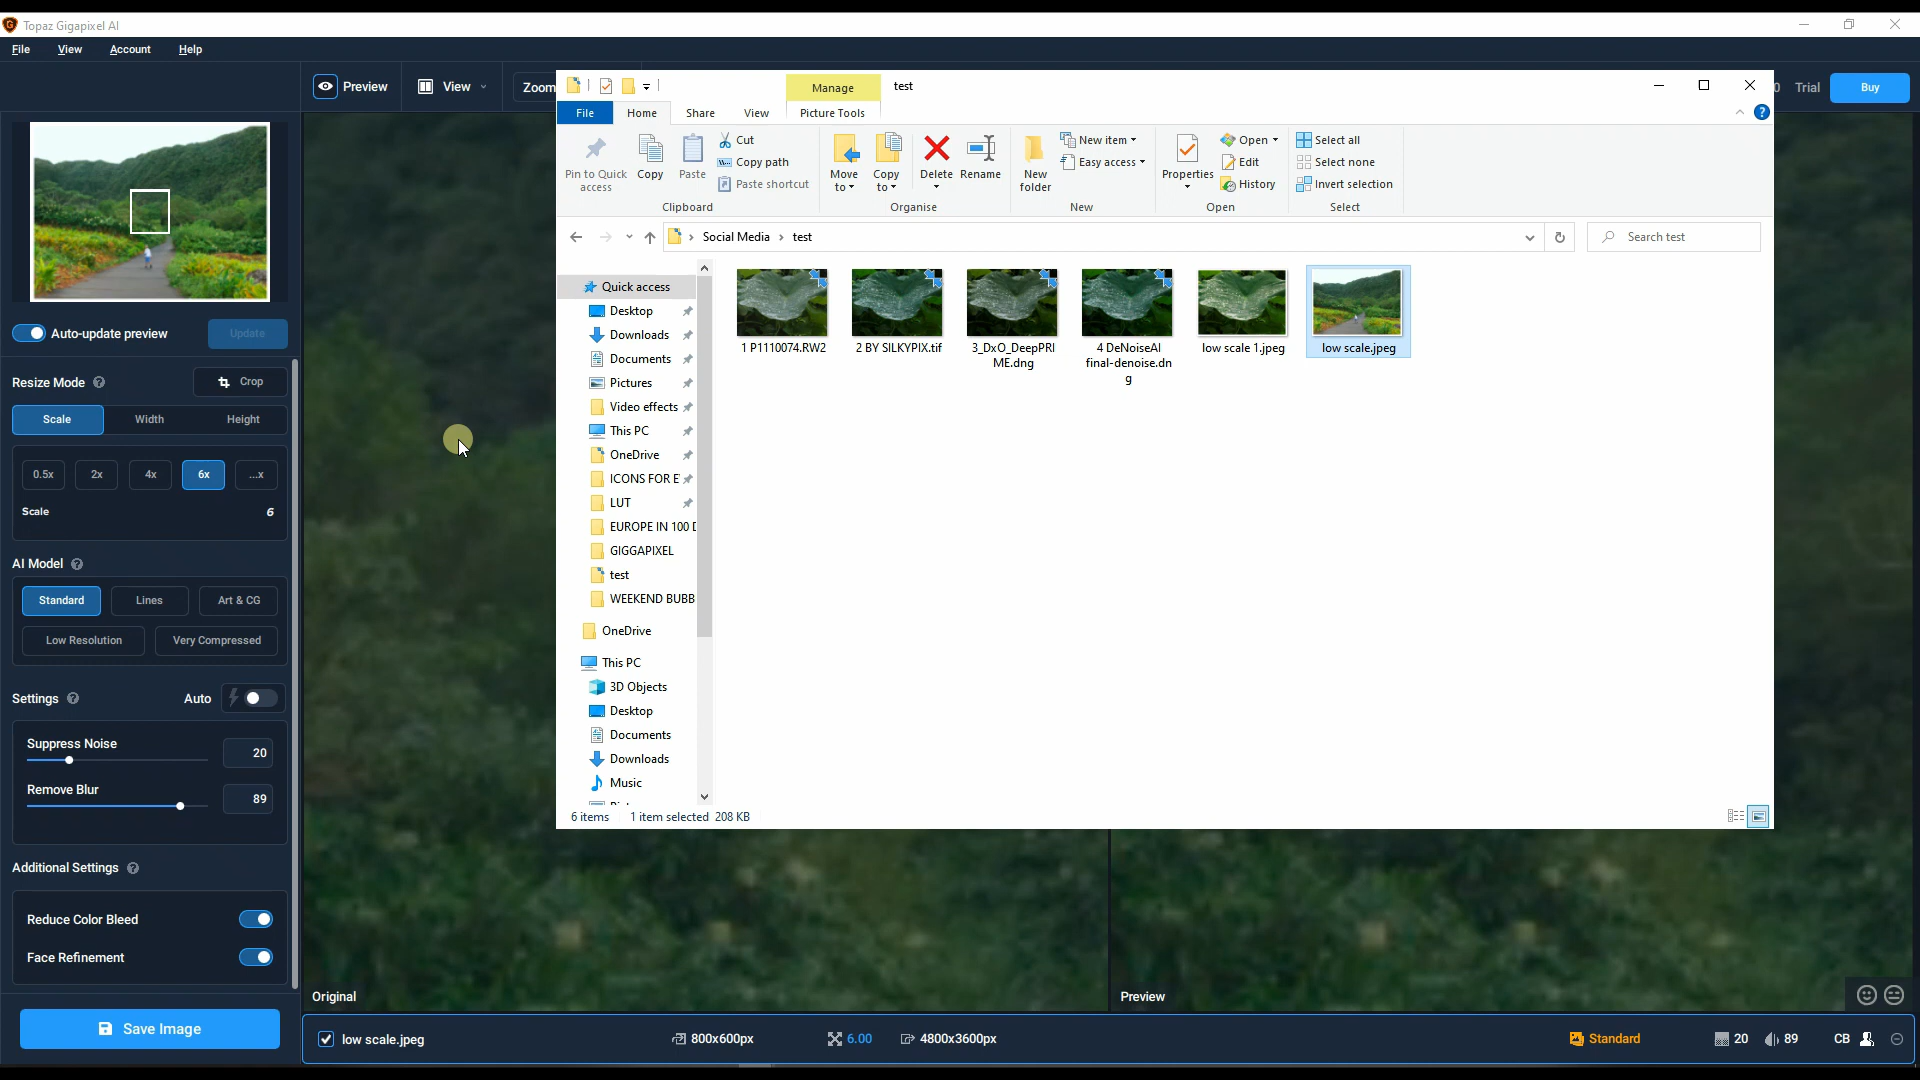 Topaz Gigapixel AI
File View Account Help
Preview View Zoom
0 Trial Buy
Auto-update preview Update
Resize Mode Crop
Scale Width Height
0.5x 2x 4x 6x ...x
Scale 6
AI Model
Standard Lines Art & CG
Low Resolution Very Compressed
Settings Auto
Suppress Noise 20
Remove Blur 89
Additional Settings
Reduce Color Bleed
Face Refinement
Save Image
Manage test
File Home Share View Picture Tools
Pin to Quick access
Copy
Paste
Cut
Copy path
Paste shortcut
Clipboard
Move to
Copy to
Delete
Rename
Organise
New folder
New item
Easy access
New
Properties
Open
Edit
History
Open
Select all
Select none
Invert selection
Select
Social Media > test
Search test
Quick access
Desktop
Downloads
Documents
Pictures
Video effects
This PC
OneDrive
ICONS FOR E
LUT
EUROPE IN 100
GIGGAPIXEL
test
WEEKEND BUBB
OneDrive
This PC
3D Objects
Desktop
Documents
Downloads
Music
1 P1110074.RW2
2 BY SILKYPIX.tif
3_DxO_DeepPRI
ME.dng
4 DeNoiseAI
final-denoise.dn
g
low scale 1.jpeg
low scale.jpeg
6 items 1 item selected 208 KB
Original Preview
low scale.jpeg 800x600px 6.00 4800x3600px Standard 20 89 CB